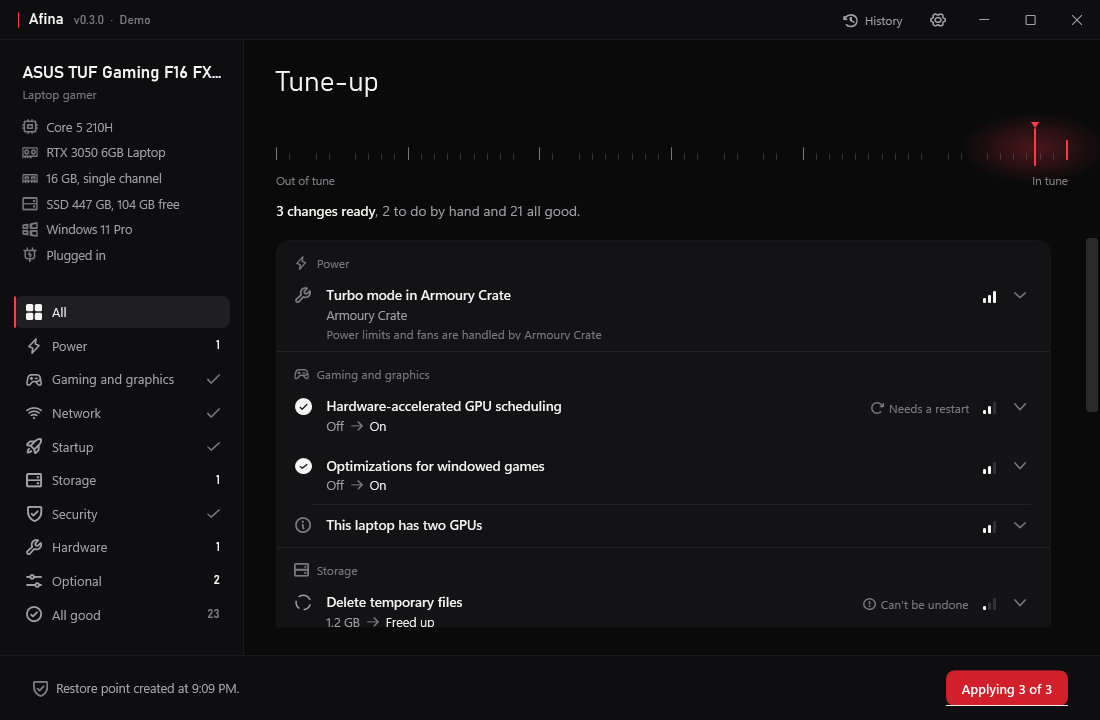 Afina v0.3.0 · Demo
History
ASUS TUF Gaming F16 FX...
Laptop gamer
Core 5 210H
RTX 3050 6GB Laptop
16 GB, single channel
SSD 447 GB, 104 GB free
Windows 11 Pro
Plugged in
All
Power 1
Gaming and graphics
Network
Startup
Storage 1
Security
Hardware 1
Optional 2
All good 23
Tune-up
Out of tune
In tune
3 changes ready, 2 to do by hand and 21 all good.
Power
Turbo mode in Armoury Crate
Armoury Crate
Power limits and fans are handled by Armoury Crate
Gaming and graphics
Hardware-accelerated GPU scheduling
Needs a restart
Off → On
Optimizations for windowed games
Off → On
This laptop has two GPUs
Storage
Delete temporary files
Can't be undone
1.2 GB → Freed up
Restore point created at 9:09 PM.
Applying 3 of 3